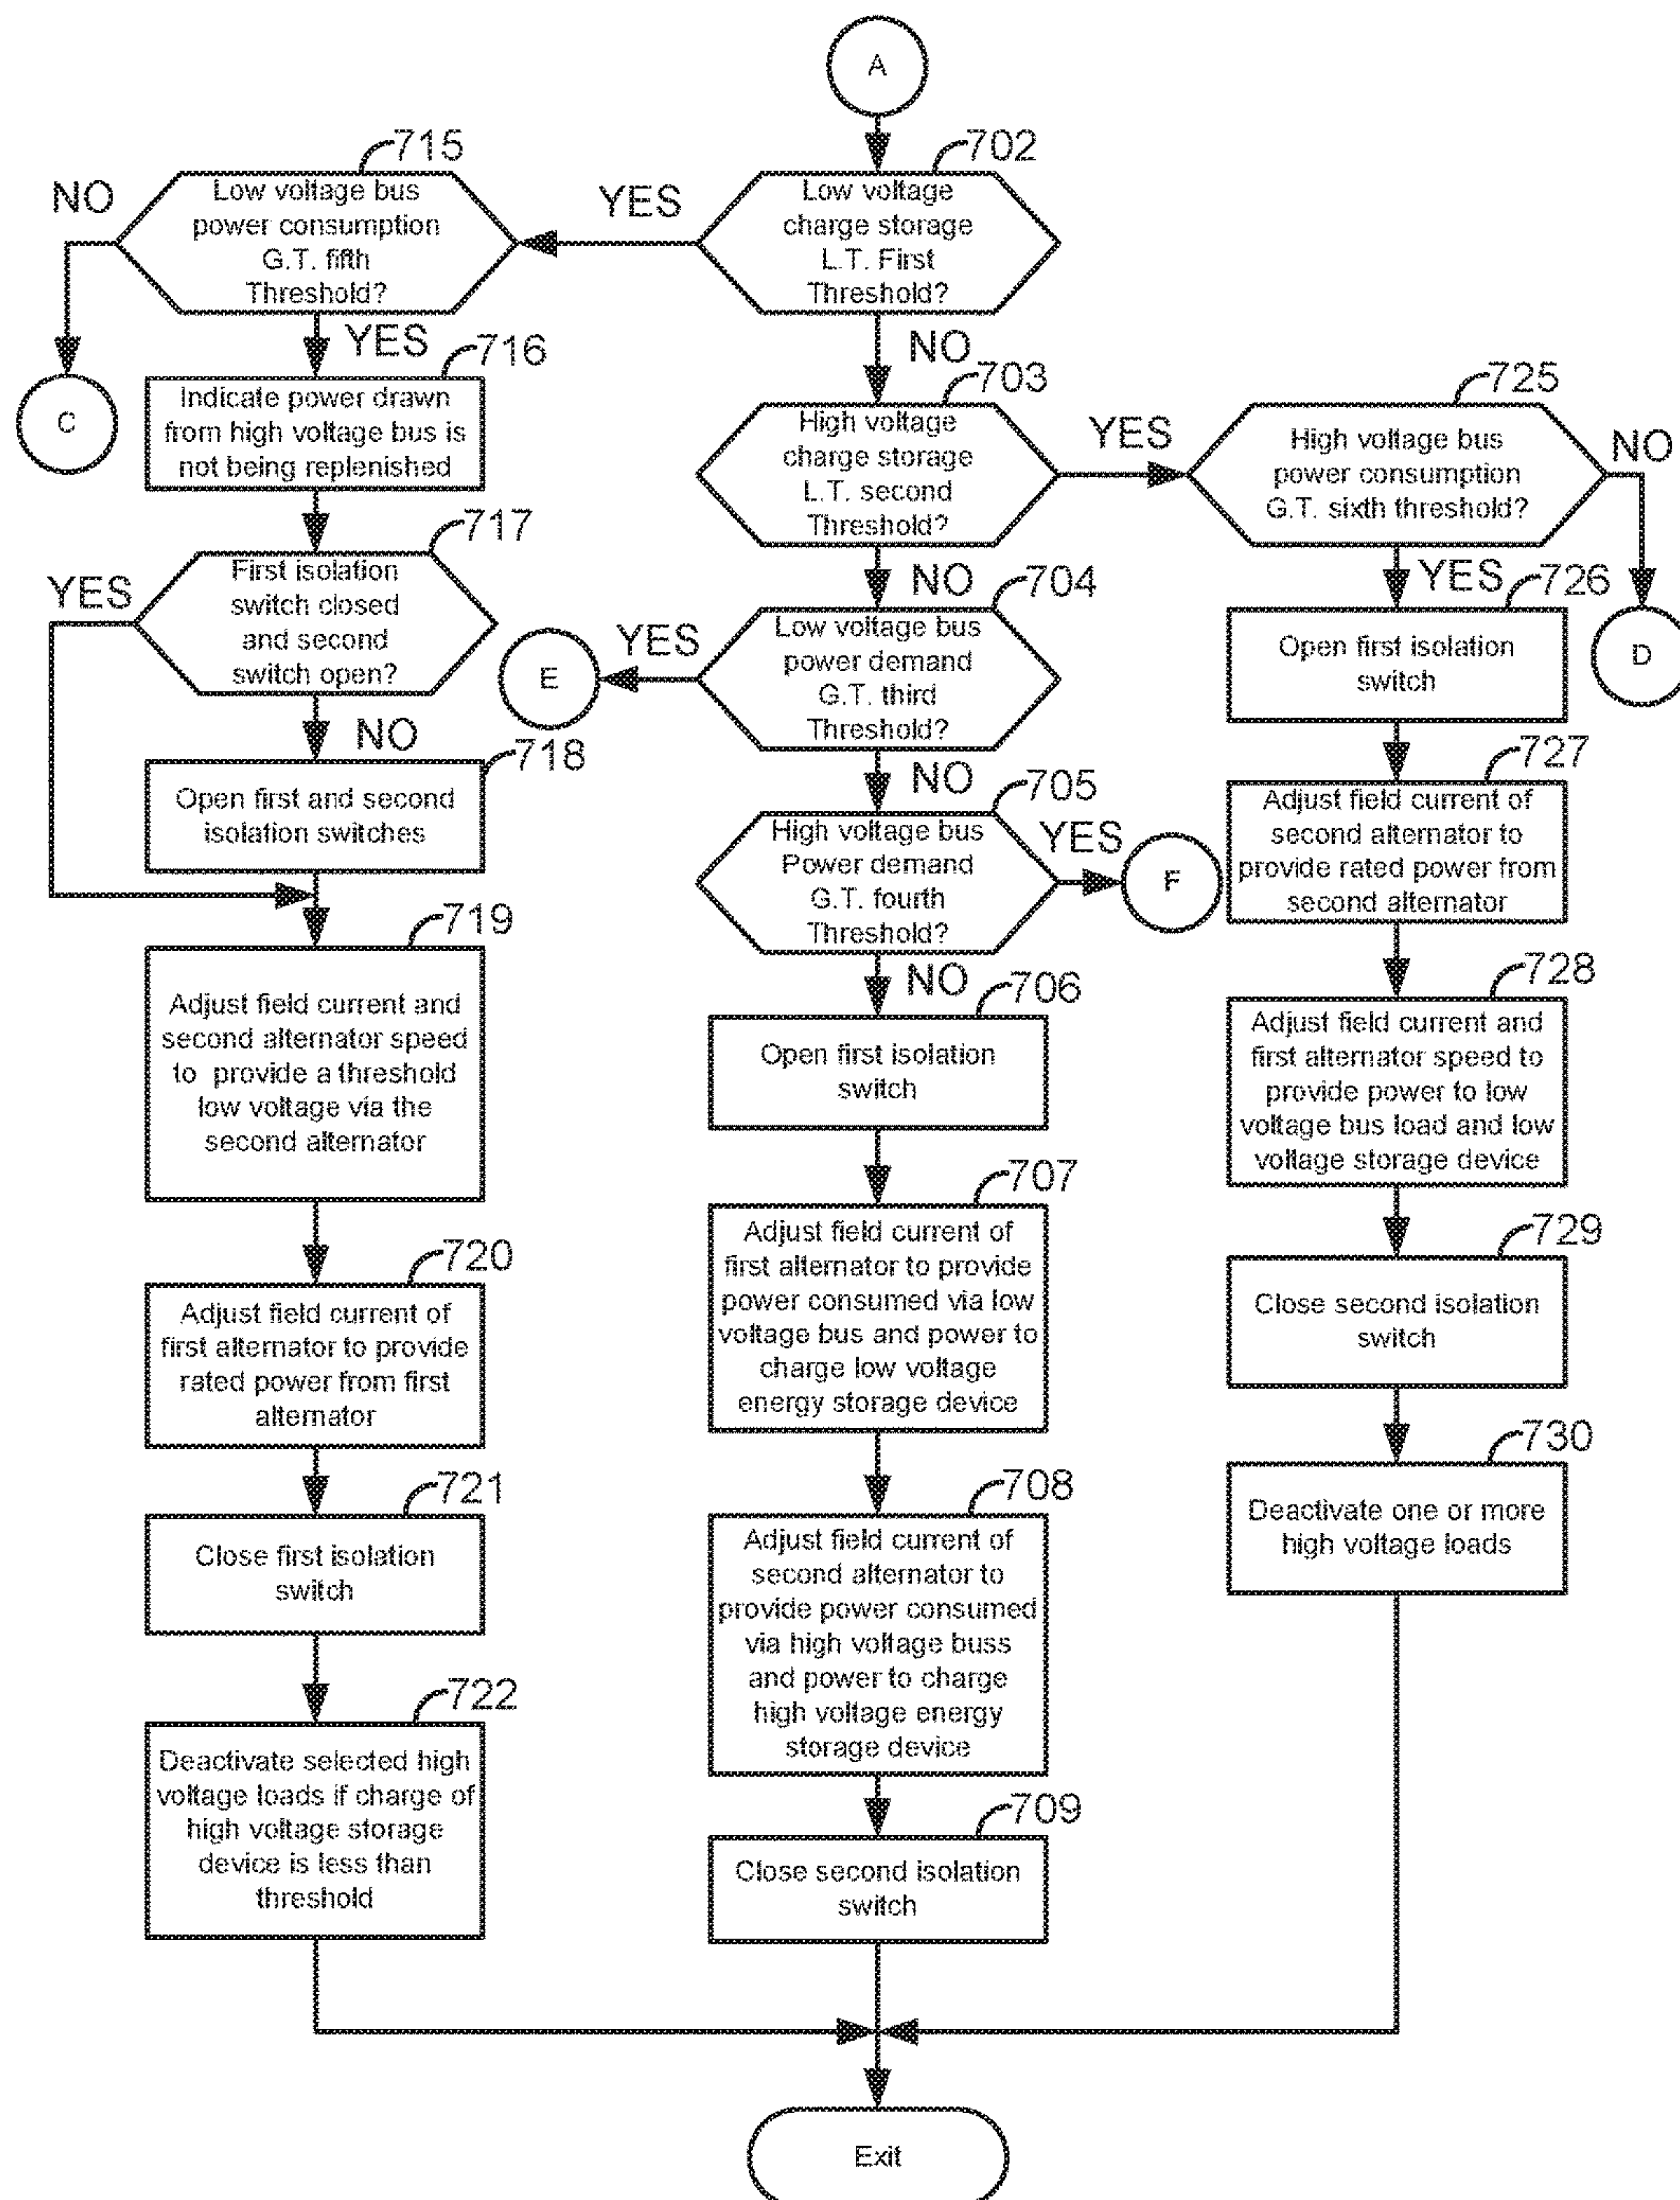 A
702
Low voltage
charge storage
L.T. First
Threshold?
YES
NO
715
Low voltage bus
power consumption
G.T. fifth
Threshold?
NO
C
YES
716
Indicate power drawn
from high voltage bus is
not being replenished
717
First isolation
switch closed
and second
switch open?
YES
NO
718
Open first and second
isolation switches
719
Adjust field current and
second alternator speed
to provide a threshold
low voltage via the
second alternator
720
Adjust field current of
first alternator to provide
rated power from first
alternator
721
Close first isolation
switch
722
Deactivate selected high
voltage loads if charge of
high voltage storage
device is less than
threshold
703
High voltage
charge storage
L.T. second
Threshold?
YES
NO
704
Low voltage bus
power demand
G.T. third
Threshold?
YES
E
NO
705
High voltage bus
Power demand
G.T. fourth
Threshold?
YES
F
NO
706
Open first isolation
switch
707
Adjust field current of
first alternator to provide
power consumed via low
voltage bus and power to
charge low voltage
energy storage device
708
Adjust field current of
second alternator to
provide power consumed
via high voltage buss
and power to charge
high voltage energy
storage device
709
Close second isolation
switch
725
High voltage bus
power consumption
G.T. sixth threshold?
NO
D
YES
726
Open first isolation
switch
727
Adjust field current of
second alternator to
provide rated power from
second alternator
728
Adjust field current and
first alternator speed to
provide power to low
voltage bus load and low
voltage storage device
729
Close second isolation
switch
730
Deactivate one or more
high voltage loads
Exit